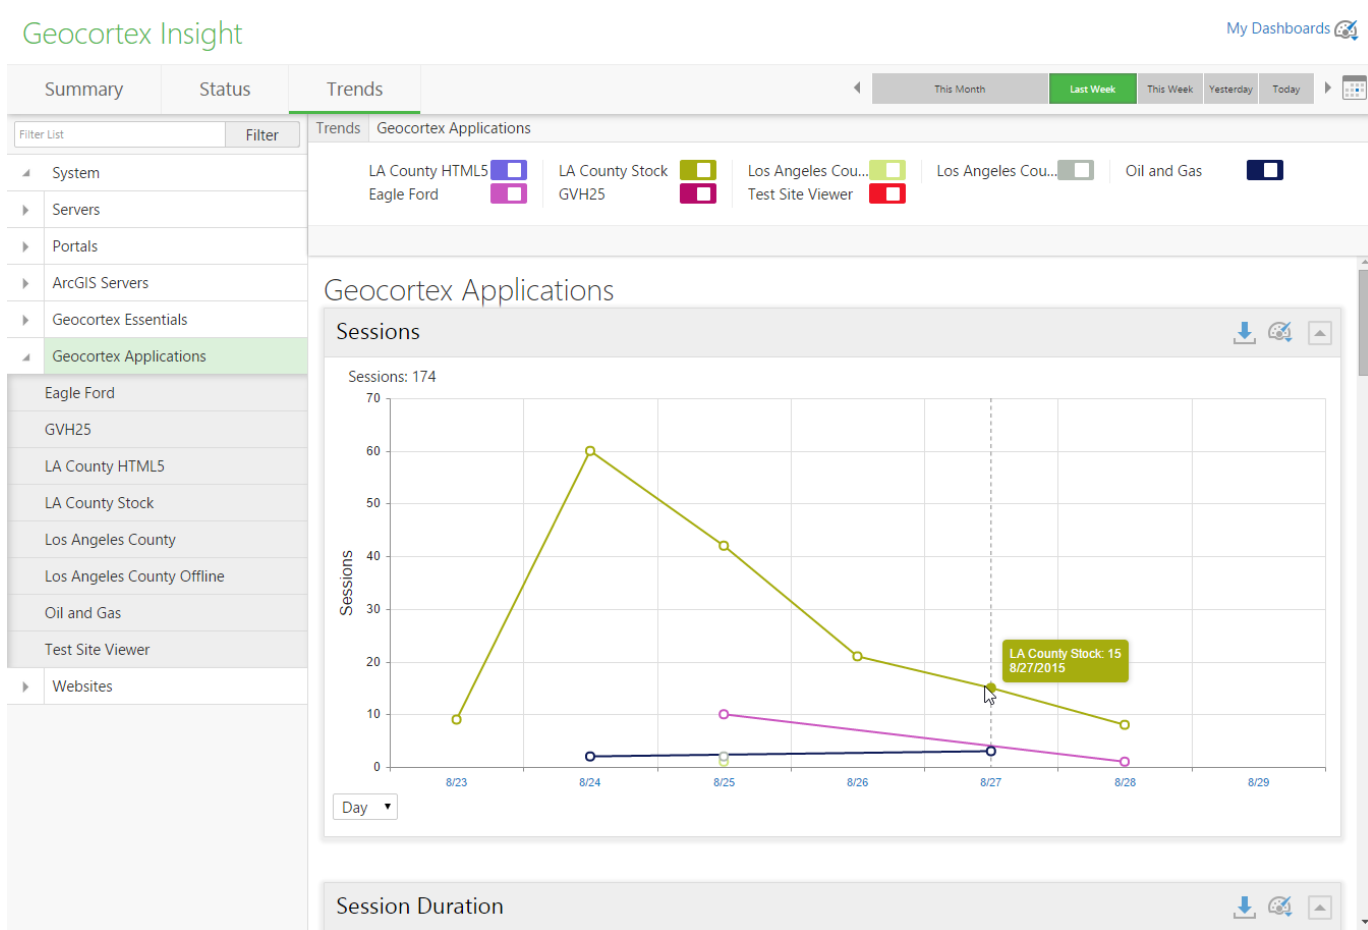 Geocortex Insight
My Dashboards
Summary Status Trends
This Month Last Week This Week Yesterday Today
Filter List Filter
Trends Geocortex Applications
System
Servers
Portals
ArcGIS Servers
Geocortex Essentials
Geocortex Applications
Eagle Ford
GVH25
LA County HTML5
LA County Stock
Los Angeles County
Los Angeles County Offline
Oil and Gas
Test Site Viewer
Websites
LA County HTML5 LA County Stock Los Angeles Cou... Los Angeles Cou... Oil and Gas
Eagle Ford GVH25 Test Site Viewer
Geocortex Applications
Sessions
Sessions: 174
70
60
50
40
30
20
10
0
Sessions
LA County Stock: 15
8/27/2015
8/23 8/24 8/25 8/26 8/27 8/28 8/29
Day
Session Duration